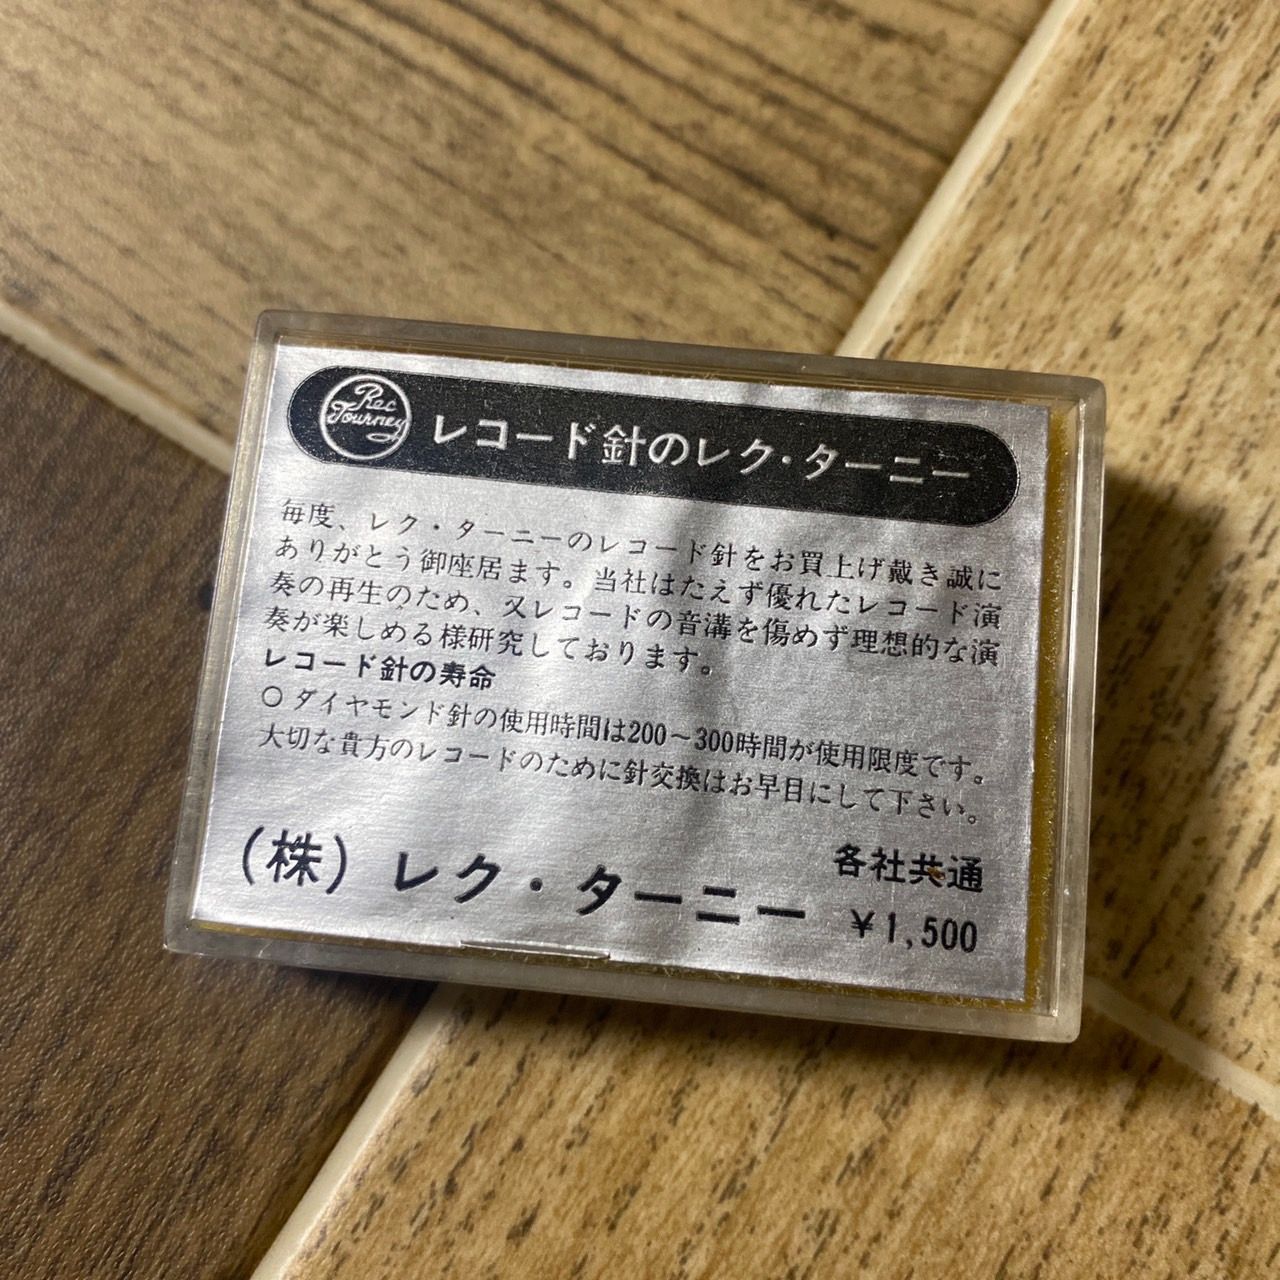 Rec
Tourney
レコード針のレク・ターニー
毎度、レク・ターニーのレコード針をお買上げ戴き誠に
ありがとう御座居ます。当社はたえず優れたレコード演
奏の再生のため、又レコードの音溝を傷めず理想的な演
奏が楽しめる様研究しております。
レコード針の寿命
○ダイヤモンド針の使用時間は200～300時間が使用限度です。
大切な貴方のレコードのために針交換はお早目にして下さい。
各社共通
(株) レク・ターニー ¥1,500